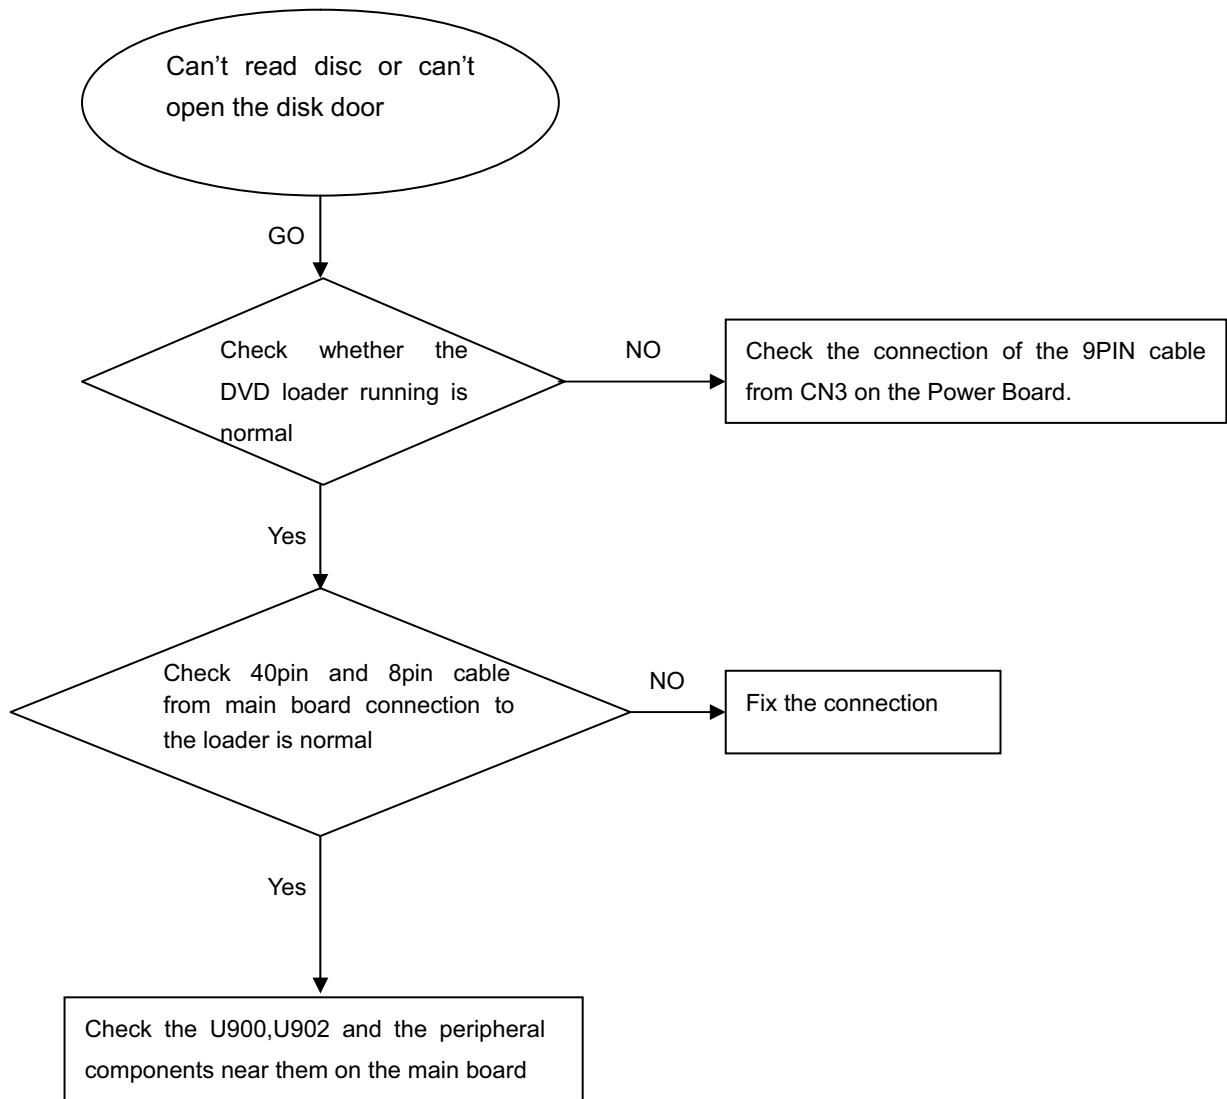 Can’t read disc or can’t
open the disk door
GO
Check whether the
DVD loader running is
normal
NO
Check the connection of the 9PIN cable
from CN3 on the Power Board.
Yes
Check 40pin and 8pin cable
from main board connection to
the loader is normal
NO
Fix the connection
Yes
Check the U900,U902 and the peripheral
components near them on the main board